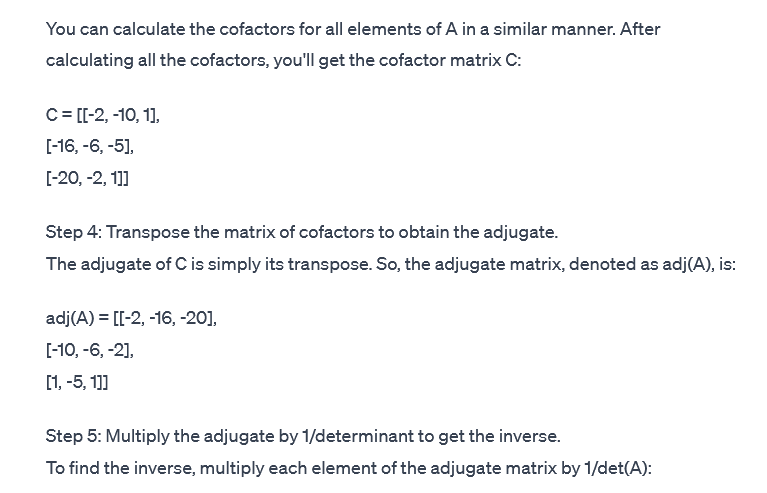 You can calculate the cofactors for all elements of A in a similar manner. After
calculating all the cofactors, you'll get the cofactor matrix C:
C = [[-2, -10, 1],
[-16, -6, -5],
[-20, -2, 1]]
Step 4: Transpose the matrix of cofactors to obtain the adjugate.
The adjugate of C is simply its transpose. So, the adjugate matrix, denoted as adj(A), is:
adj(A) = [[-2, -16, -20],
[-10, -6, -2],
[1, -5, 1]]
Step 5: Multiply the adjugate by 1/determinant to get the inverse.
To find the inverse, multiply each element of the adjugate matrix by 1/det(A):